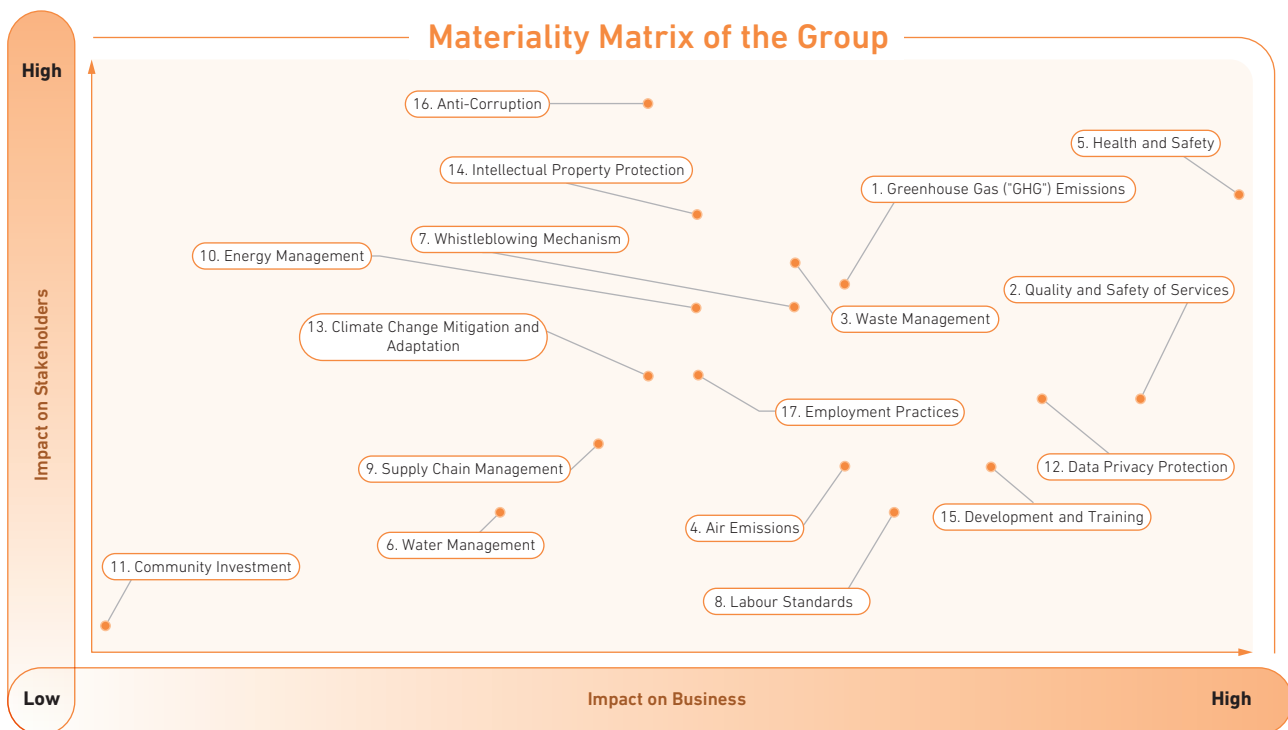 Materiality Matrix of the Group
High
16. Anti-Corruption
5. Health and Safety
14. Intellectual Property Protection
1. Greenhouse Gas ("GHG") Emissions
7. Whistleblowing Mechanism
10. Energy Management
2. Quality and Safety of Services
3. Waste Management
13. Climate Change Mitigation and
Adaptation
Impact on Stakeholders
17. Employment Practices
9. Supply Chain Management
12. Data Privacy Protection
15. Development and Training
4. Air Emissions
6. Water Management
11. Community Investment
8. Labour Standards
Low
Impact on Business
High